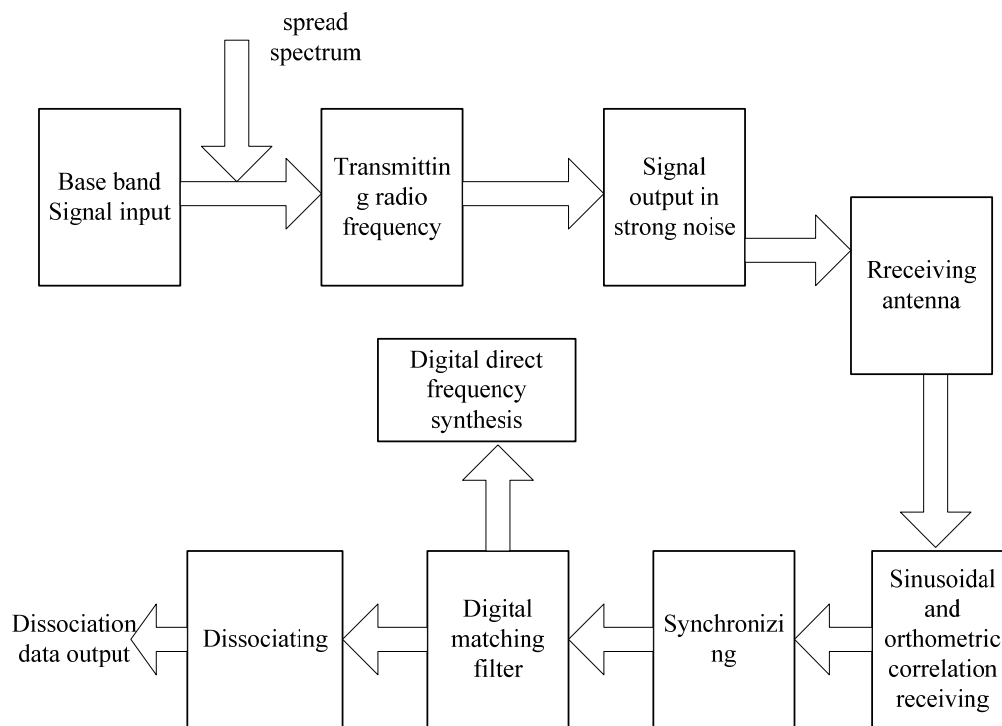 spread
spectrum
Base band
Signal input
Transmittin
g radio
frequency
Signal
output in
strong noise
Rreceiving
antenna
Digital direct
frequency
synthesis
Dissociation
data output
Dissociating
Digital
matching
filter
Synchronizi
ng
Sinusoidal
and
orthometric
correlation
receiving